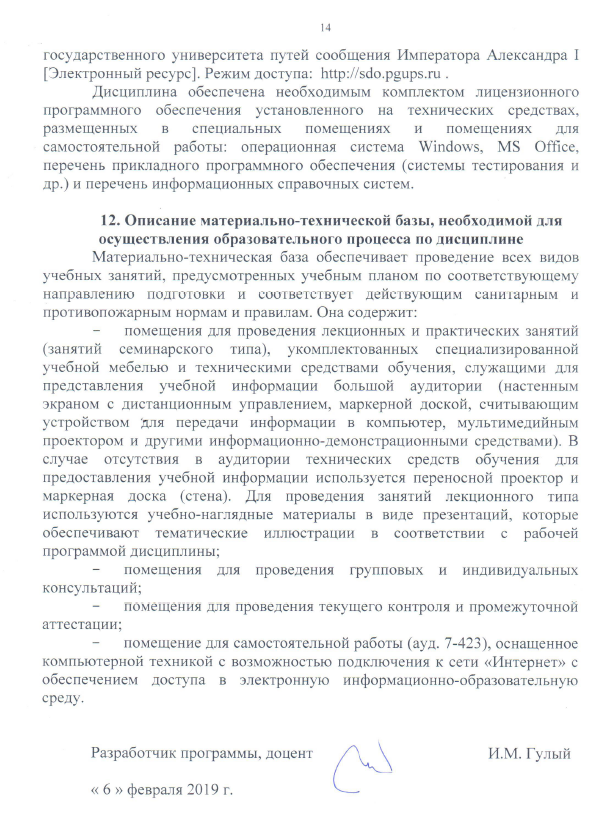 14
государственного университета путей сообщения Императора Александра I
[Электронный ресурс]. Режим доступа: http://sdo.pgups.ru .
Дисциплина обеспечена необходимым комплектом лицензионного
программного обеспечения установленного на технических средствах,
размещенных в специальных помещениях и помещениях для
самостоятельной работы: операционная система Windows, MS Office,
перечень прикладного программного обеспечения (системы тестирования и
др.) и перечень информационных справочных систем.
12. Описание материально-технической базы, необходимой для
осуществления образовательного процесса по дисциплине
Материально-техническая база обеспечивает проведение всех видов
учебных занятий, предусмотренных учебным планом по соответствующему
направлению подготовки и соответствует действующим санитарным и
противопожарным нормам и правилам. Она содержит:
− помещения для проведения лекционных и практических занятий
(занятий семинарского типа), укомплектованных специализированной
учебной мебелью и техническими средствами обучения, служащими для
представления учебной информации большой аудитории (настенным
экраном с дистанционным управлением, маркерной доской, считывающим
устройством для передачи информации в компьютер, мультимедийным
проектором и другими информационно-демонстрационными средствами). В
случае отсутствия в аудитории технических средств обучения для
предоставления учебной информации используется переносной проектор и
маркерная доска (стена). Для проведения занятий лекционного типа
используются учебно-наглядные материалы в виде презентаций, которые
обеспечивают тематические иллюстрации в соответствии с рабочей
программой дисциплины;
− помещения для проведения групповых и индивидуальных
консультаций;
− помещения для проведения текущего контроля и промежуточной
аттестации;
− помещение для самостоятельной работы (ауд. 7-423), оснащенное
компьютерной техникой с возможностью подключения к сети «Интернет» с
обеспечением доступа в электронную информационно-образовательную
среду.
Разработчик программы, доцент И.М. Гулый
« 6 » февраля 2019 г.